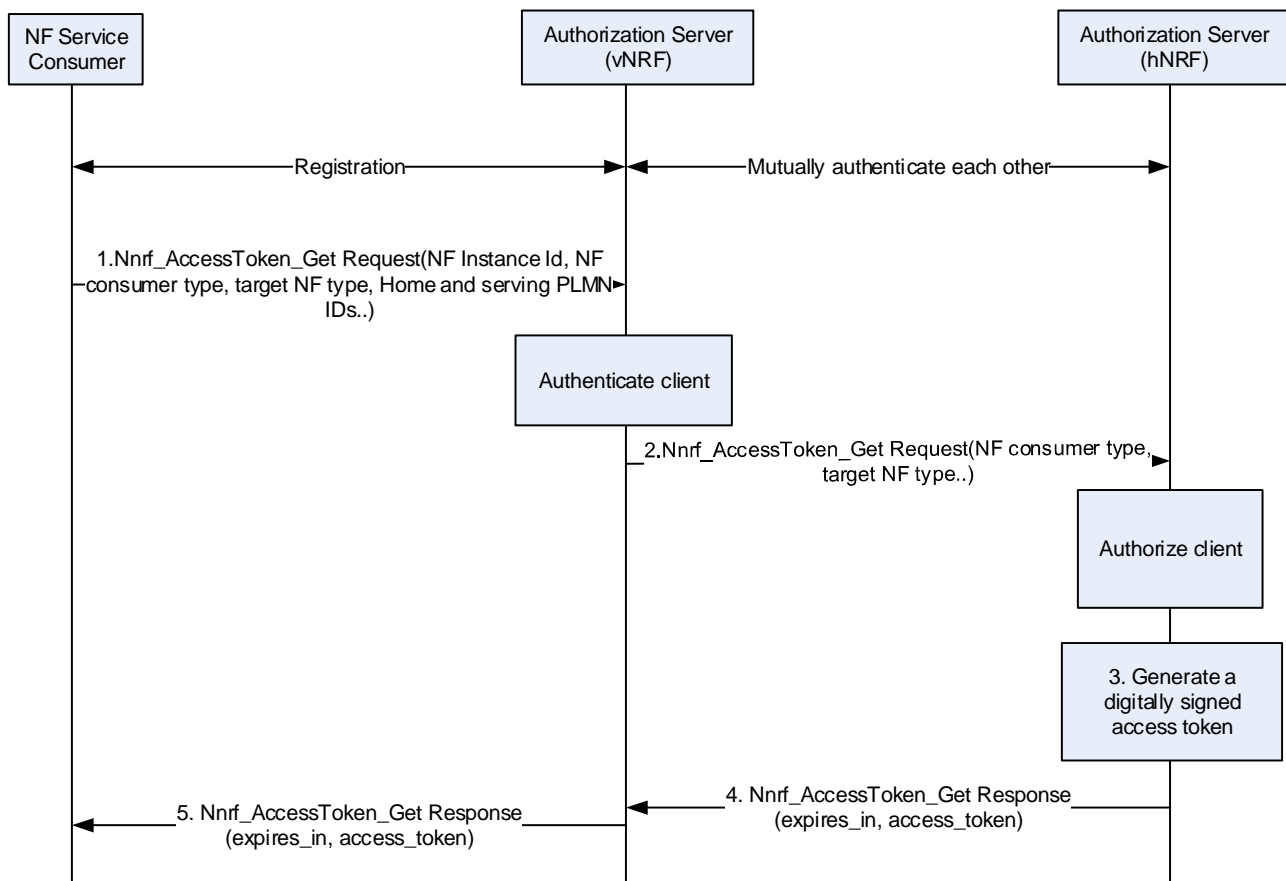 NF Service
Consumer
Authorization Server
(vNRF)
Authorization Server
(hNRF)
Registration
Mutually authenticate each other
1.Nnrf_AccessToken_Get Request(NF Instance Id, NF
consumer type, target NF type, Home and serving PLMN
IDs..)
Authenticate client
2.Nnrf_AccessToken_Get Request(NF consumer type,
target NF type..)
Authorize client
3. Generate a
digitally signed
access token
4. Nnrf_AccessToken_Get Response
(expires_in, access_token)
5. Nnrf_AccessToken_Get Response
(expires_in, access_token)